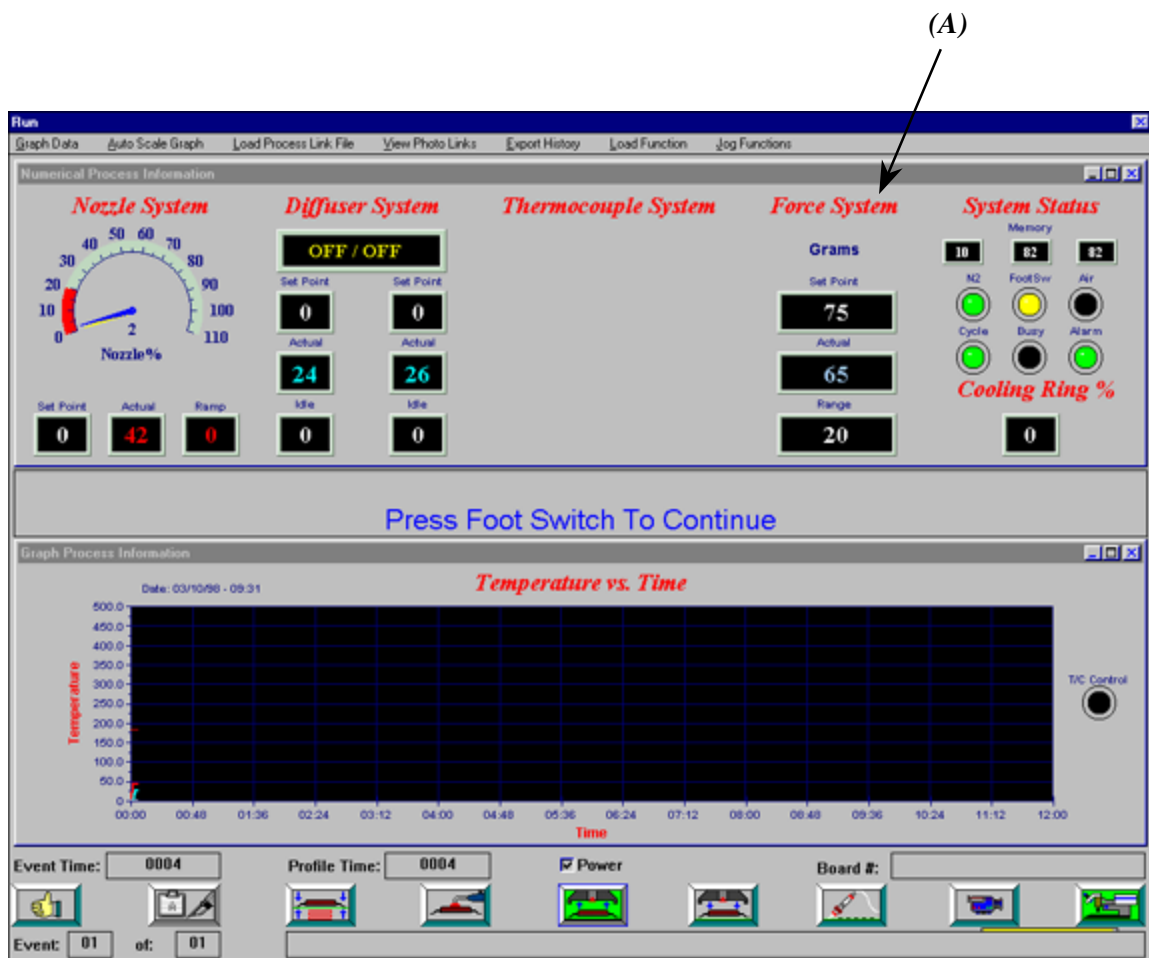 (A)
Run
Graph Data Auto Scale Graph Load Process Link File View Photo Links Export History Load Function Jog Functions
Numerical Process Information
Nozzle System Diffuser System Thermocouple System Force System System Status
0 10 20 30 40 50 60 70 80 90 100 110
2
Nozzle%
Set Point Actual Ramp
0 42 0
OFF / OFF
Set Point Set Point
0 0
Actual Actual
24 26
Idle Idle
0 0
Grams
Set Point
75
Actual
65
Range
20
Memory
10 82 82
N2 FootSw Air
Cycle Busy Alarm
Cooling Ring %
0
Press Foot Switch To Continue
Graph Process Information
Date: 03/10/98 - 09:31
Temperature vs. Time
500.0
450.0
400.0
350.0
300.0
250.0
200.0
150.0
100.0
50.0
0
Temperature
T/C Control
00:00 00:48 01:36 02:24 03:12 04:00 04:48 05:36 06:24 07:12 08:00 08:48 09:36 10:24 11:12 12:00
Time
Event Time: 0004 Profile Time: 0004 Power Board #:
A
Event: 01 of: 01